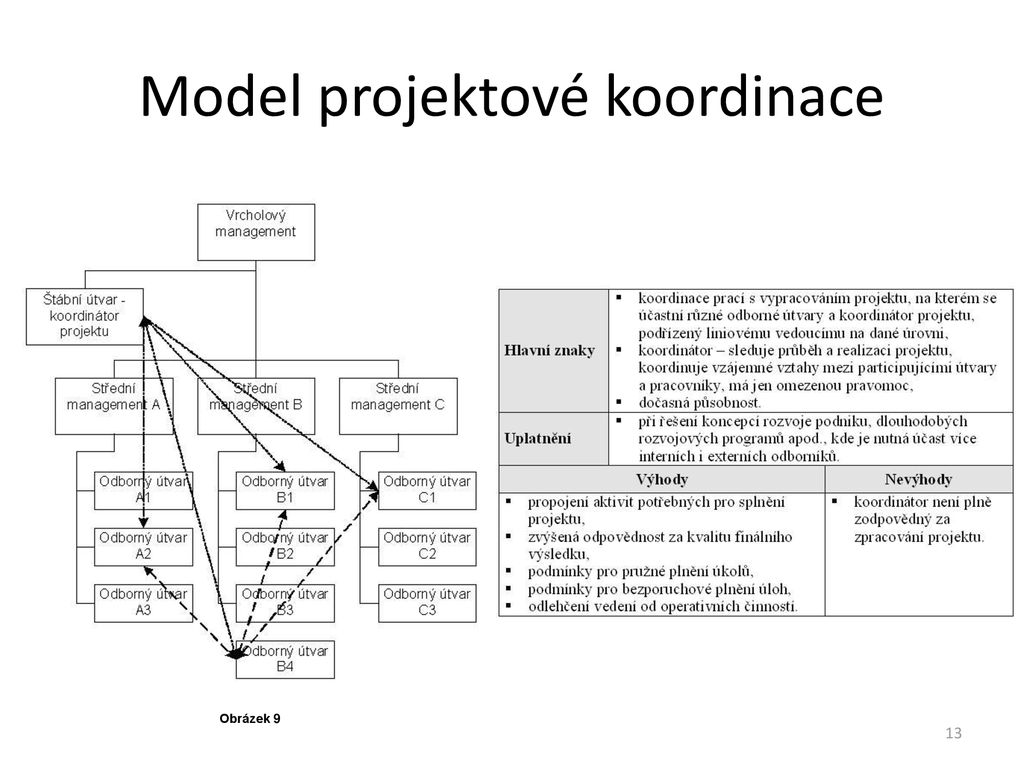 Model projektové koordinace
Vrcholový
management
Štábní útvar -
koordinátor
projektu
Střední
management A
Střední
management B
Střední
management C
Odborný útvar
A1
Odborný útvar
B1
Odborný útvar
C1
Odborný útvar
A2
Odborný útvar
B2
Odborný útvar
C2
Odborný útvar
A3
Odborný útvar
B3
Odborný útvar
C3
Odborný útvar
B4
Obrázek 9
Hlavní znaky
▪ koordinace prací s vypracováním projektu, na kterém se
účastní různé odborné útvary a koordinátor projektu,
podřízený liniovému vedoucímu na dané úrovni,
▪ koordinátor – sleduje průběh a realizaci projektu,
koordinuje vzájemné vztahy mezi participujícími útvary
a pracovníky, má jen omezenou pravomoc,
▪ dočasná působnost.
Uplatnění
▪ při řešení koncepcí rozvoje podniku, dlouhodobých
rozvojových programů apod., kde je nutná účast více
interních i externích odborníků.
Výhody
▪ propojení aktivit potřebných pro splnění
projektu,
▪ zvýšená odpovědnost za kvalitu finálního
výsledku,
▪ podmínky pro pružné plnění úkolů,
▪ podmínky pro bezporuchové plnění úloh,
▪ odlehčení vedení od operativních činností.
Nevýhody
▪ koordinátor není plně
zodpovědný za
zpracování projektu.
13